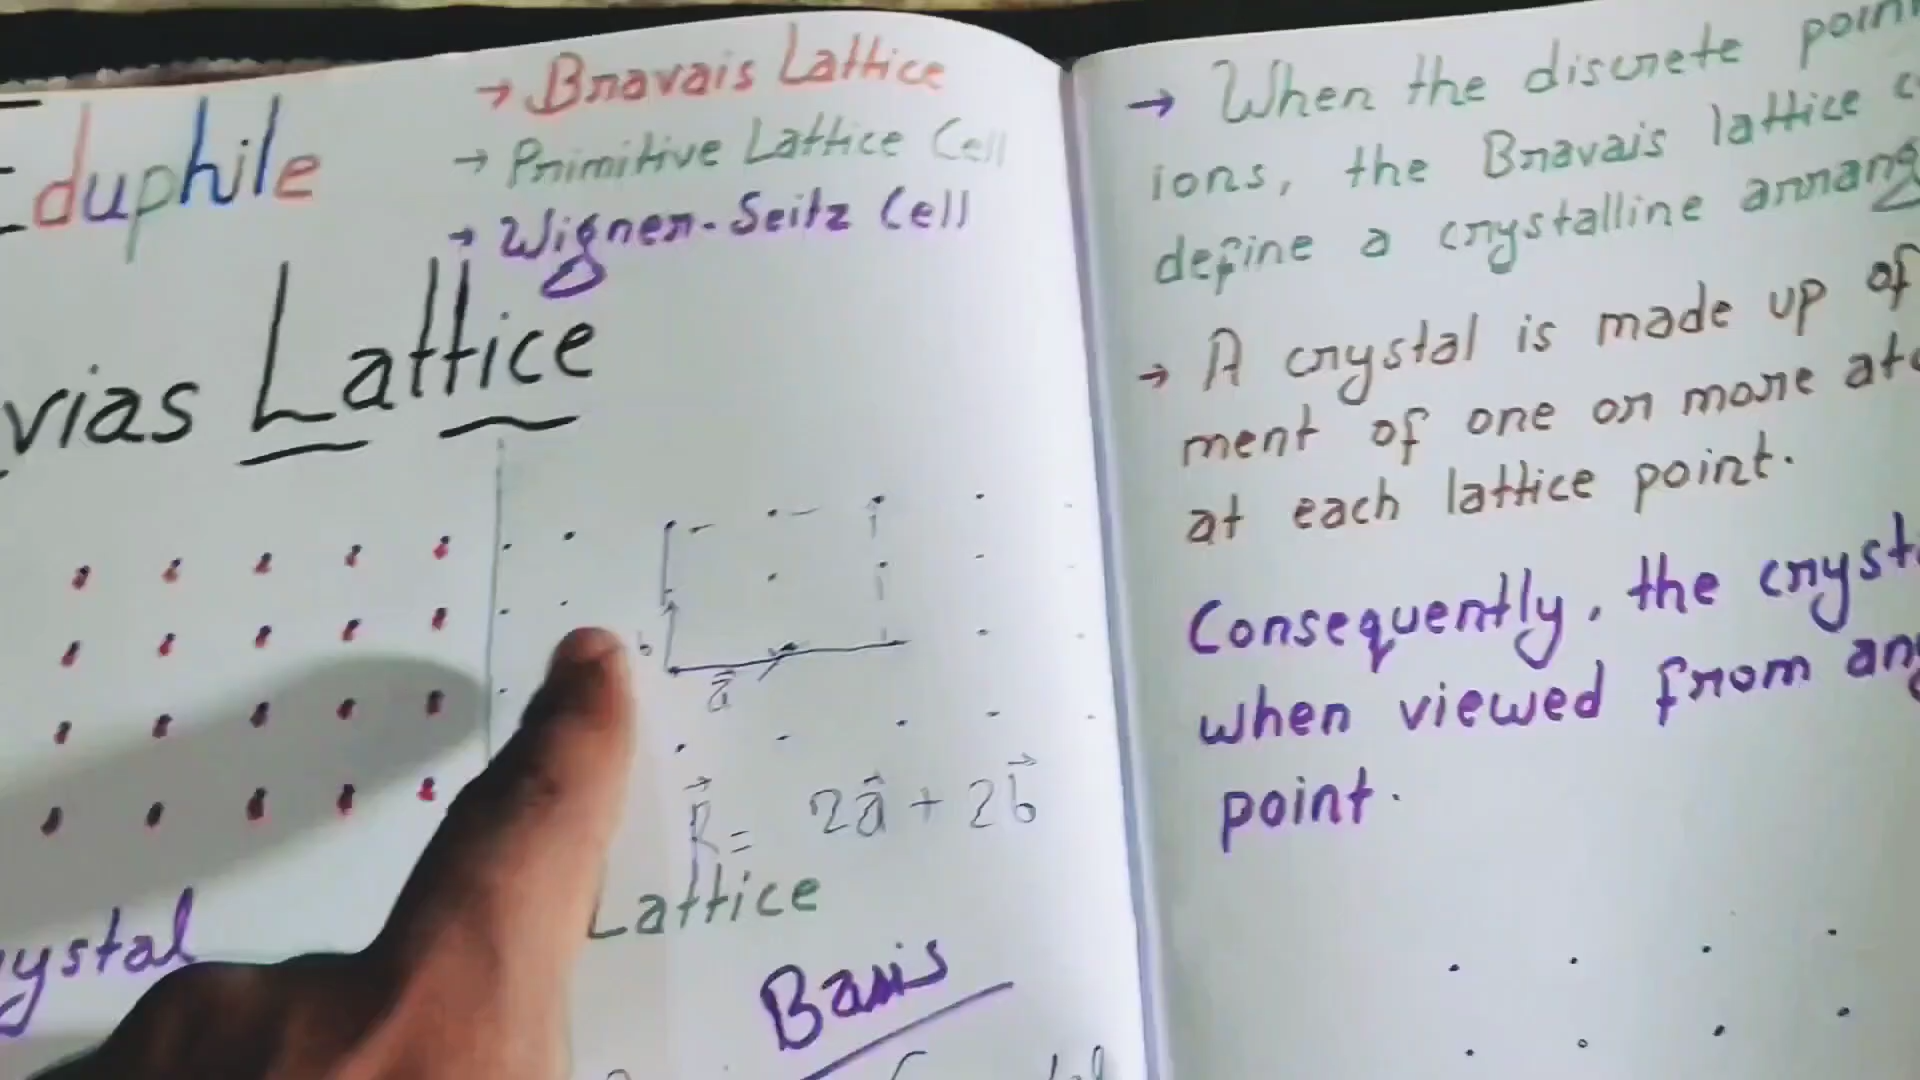 Eduphile
→ Bravais Lattice
→ Primitive Lattice Cell
→ Wigner-Seitz Cell
vias Lattice
b
a⃗
R⃗ = 2a⃗ + 2b⃗
Lattice
ystal
Basis
→ When the discrete poin
ions, the Bravais lattice c
define a crystalline arrang
→ A crystal is made up of
ment of one or more ato
at each lattice point.
Consequently, the cryst
when viewed from any
point.